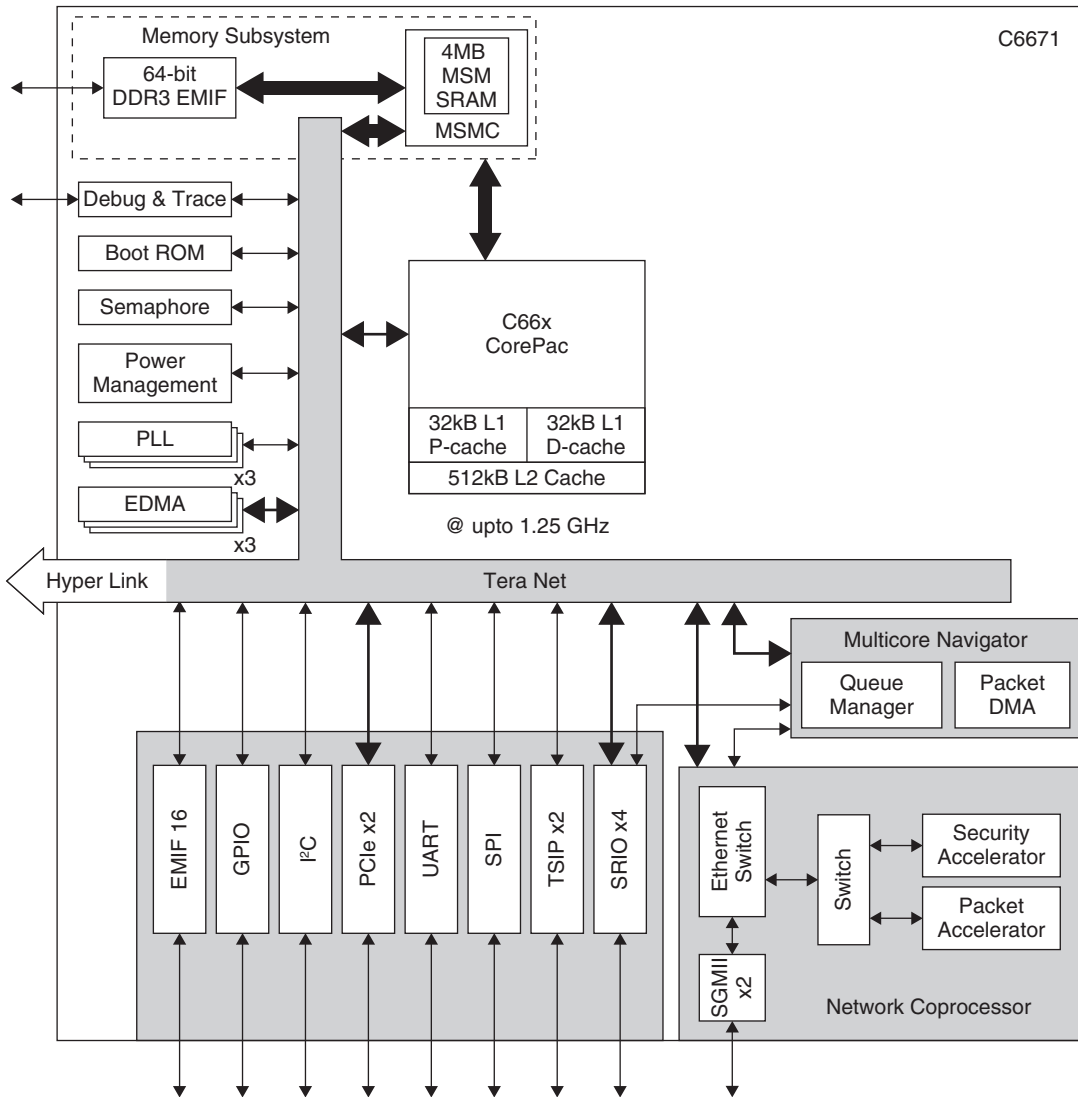 C6671
Memory Subsystem
64-bit
DDR3 EMIF
4MB
MSM
SRAM
MSMC
Debug & Trace
Boot ROM
Semaphore
Power
Management
PLL
x3
EDMA
x3
C66x
CorePac
32kB L1
P-cache
32kB L1
D-cache
512kB L2 Cache
@ upto 1.25 GHz
Hyper Link
Tera Net
Multicore Navigator
Queue
Manager
Packet
DMA
EMIF 16
GPIO
I²C
PCIe x2
UART
SPI
TSIP x2
SRIO x4
Ethernet
Switch
Switch
Security
Accelerator
Packet
Accelerator
SGMII
x2
Network Coprocessor